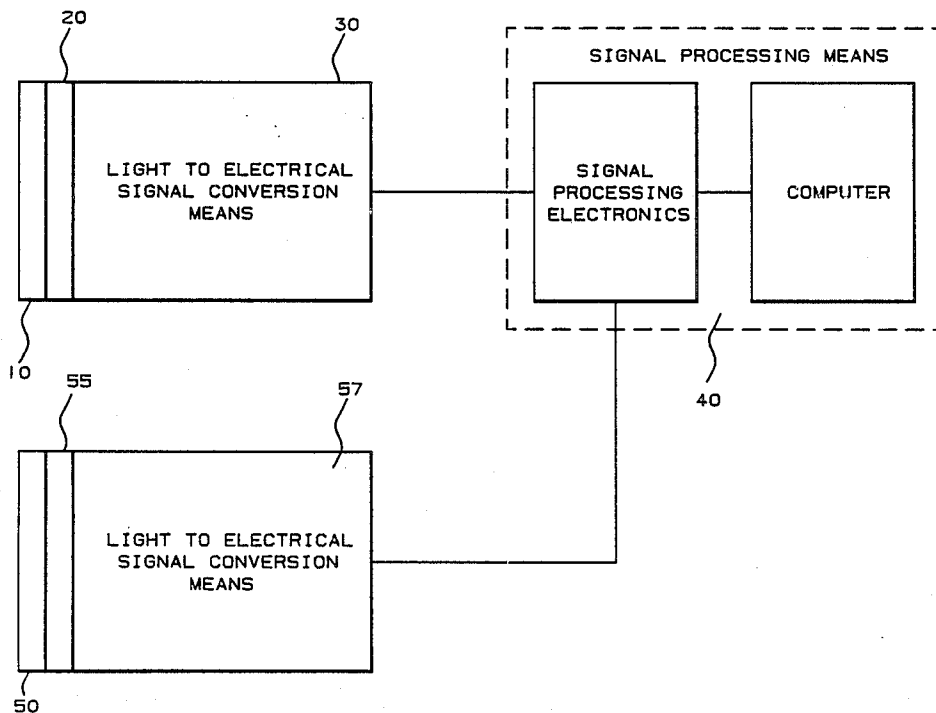 20
30
SIGNAL PROCESSING MEANS
LIGHT TO ELECTRICAL
SIGNAL CONVERSION
MEANS
SIGNAL
PROCESSING
ELECTRONICS
COMPUTER
10
40
55
57
LIGHT TO ELECTRICAL
SIGNAL CONVERSION
MEANS
50